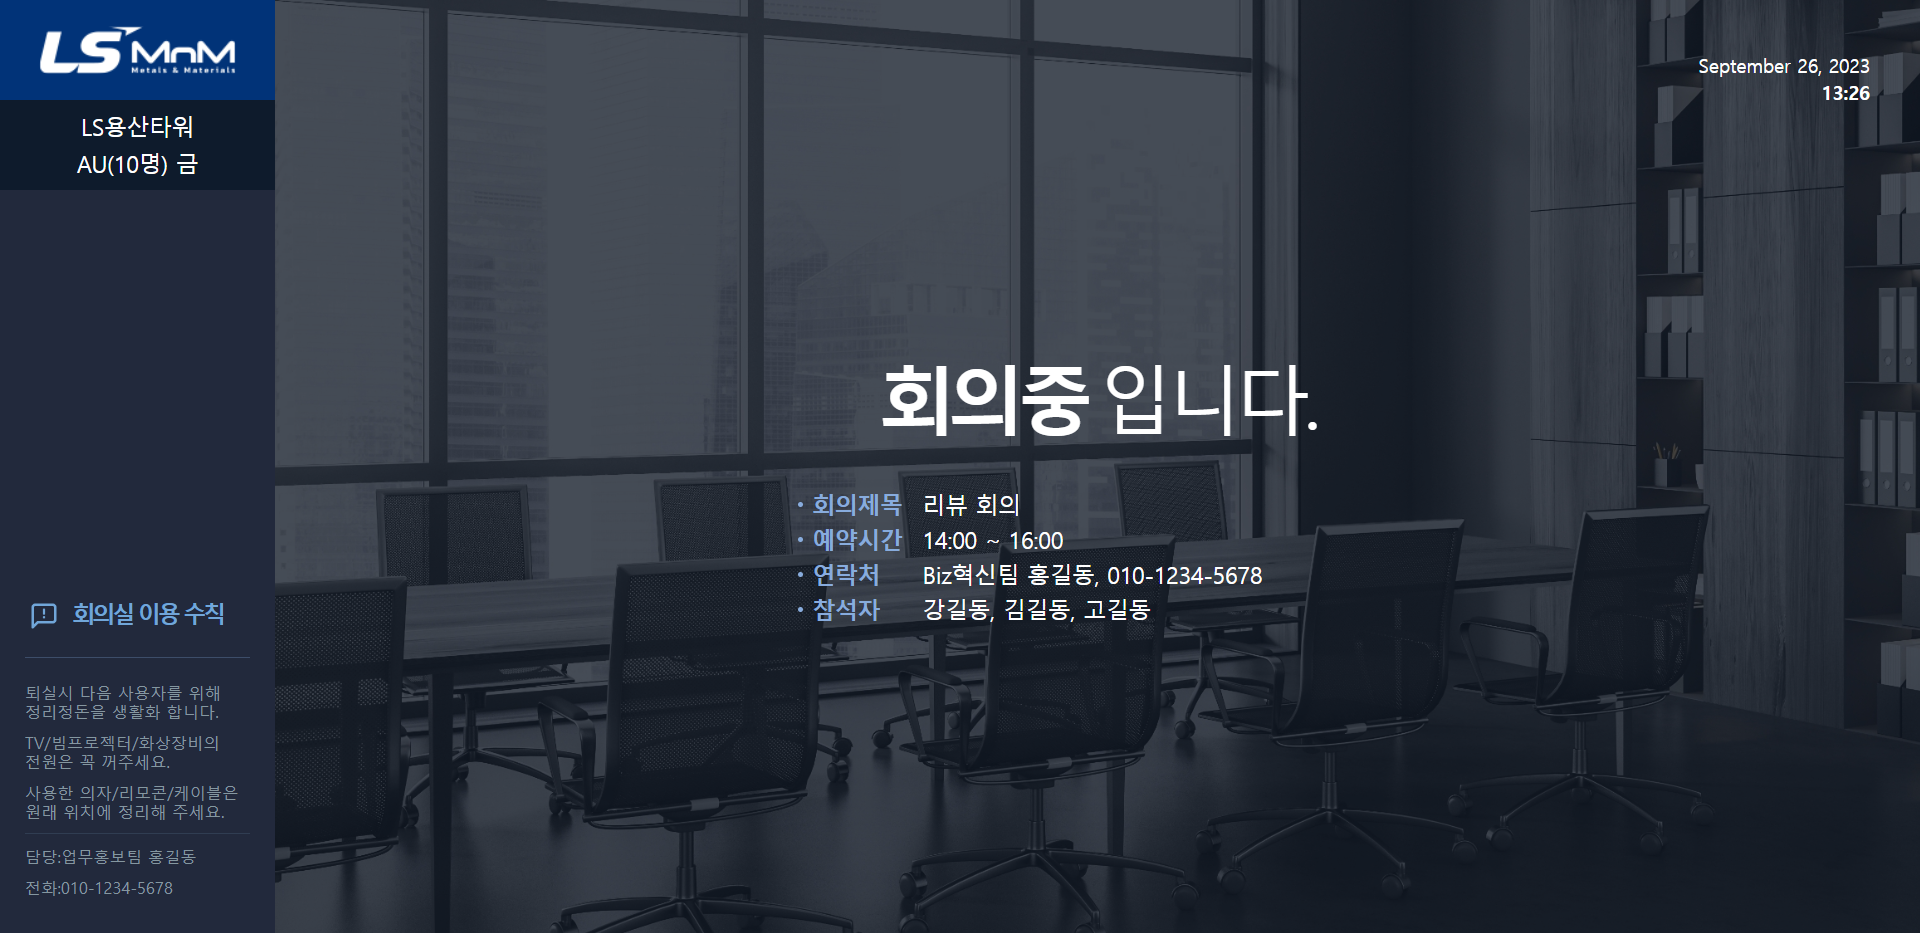 LS MnM
Metals & Materials
LS용산타워
AU(10명) 금
September 26, 2023
13:26
회의중 입니다.
· 회의제목 리뷰 회의
· 예약시간 14:00 ~ 16:00
· 연락처 Biz혁신팀 홍길동, 010-1234-5678
· 참석자 강길동, 김길동, 고길동
회의실 이용 수칙
퇴실시 다음 사용자를 위해
정리정돈을 생활화 합니다.
TV/빔프로젝터/화상장비의
전원은 꼭 꺼주세요.
사용한 의자/리모콘/케이블은
원래 위치에 정리해 주세요.
담당:업무홍보팀 홍길동
전화:010-1234-5678